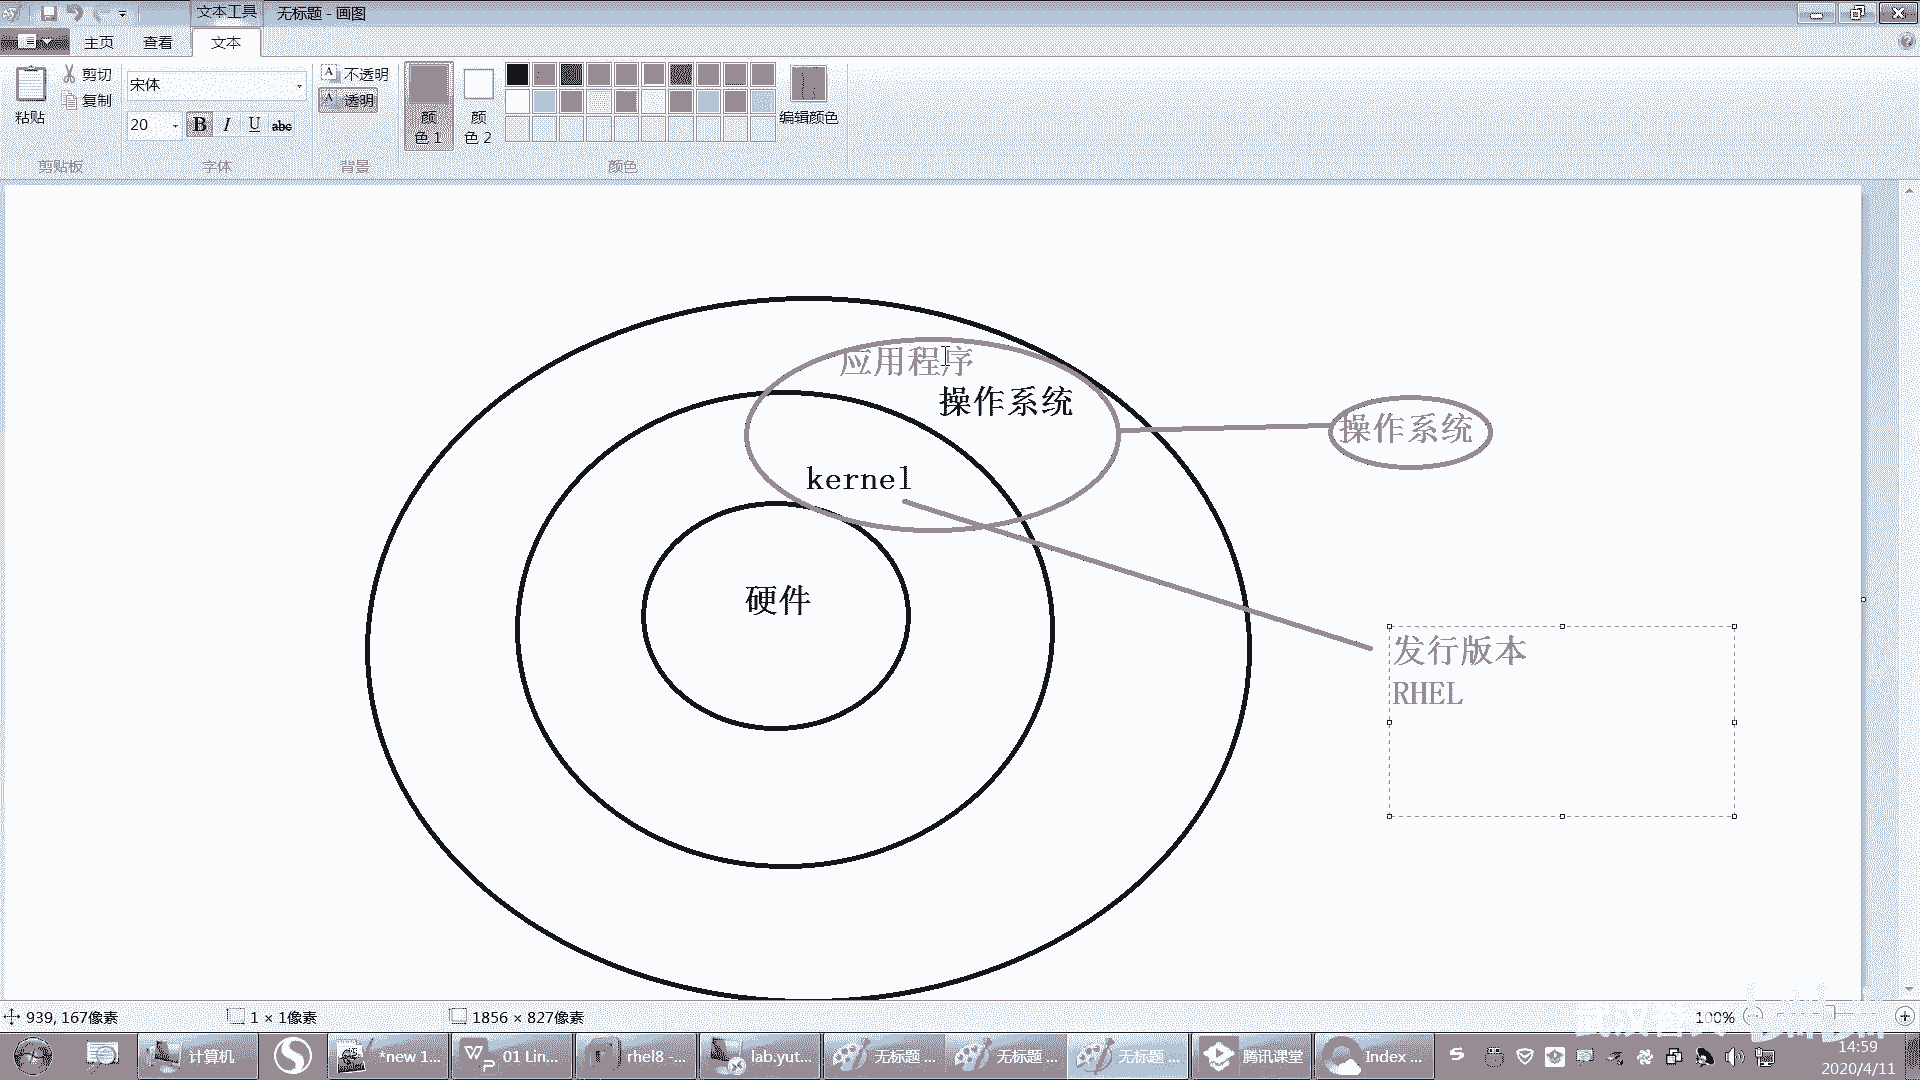 文本工具 无标题 - 画图
主页 查看 文本
粘贴
剪切
复制
剪贴板
宋体
20
B I U abc
字体
A 不透明
A 透明
背景
颜色 1
颜色 2
编辑颜色
颜色
应用程序
操作系统
操作系统
kernel
硬件
发行版本
RHEL
939, 167像素
1 × 1像素
1856 × 827像素
100%
计算机
*new 1...
01 Lin...
rhel8 -...
lab.yut...
无标题 ...
无标题 ...
无标题 ...
腾讯课堂
Index ...
14:59
2020/4/11